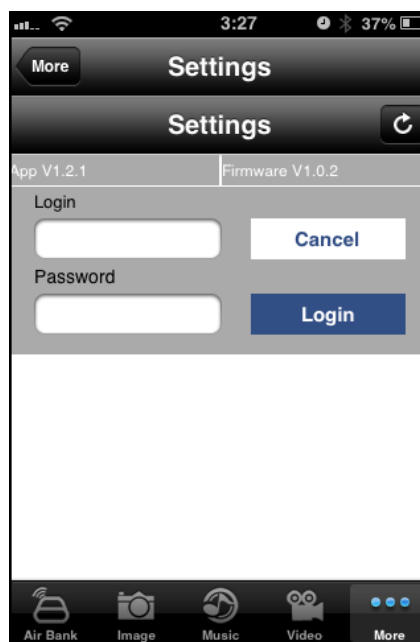 3:27 37%
More Settings
Settings
App V1.2.1 Firmware V1.0.2
Login
Cancel
Password
Login
Air Bank Image Music Video More